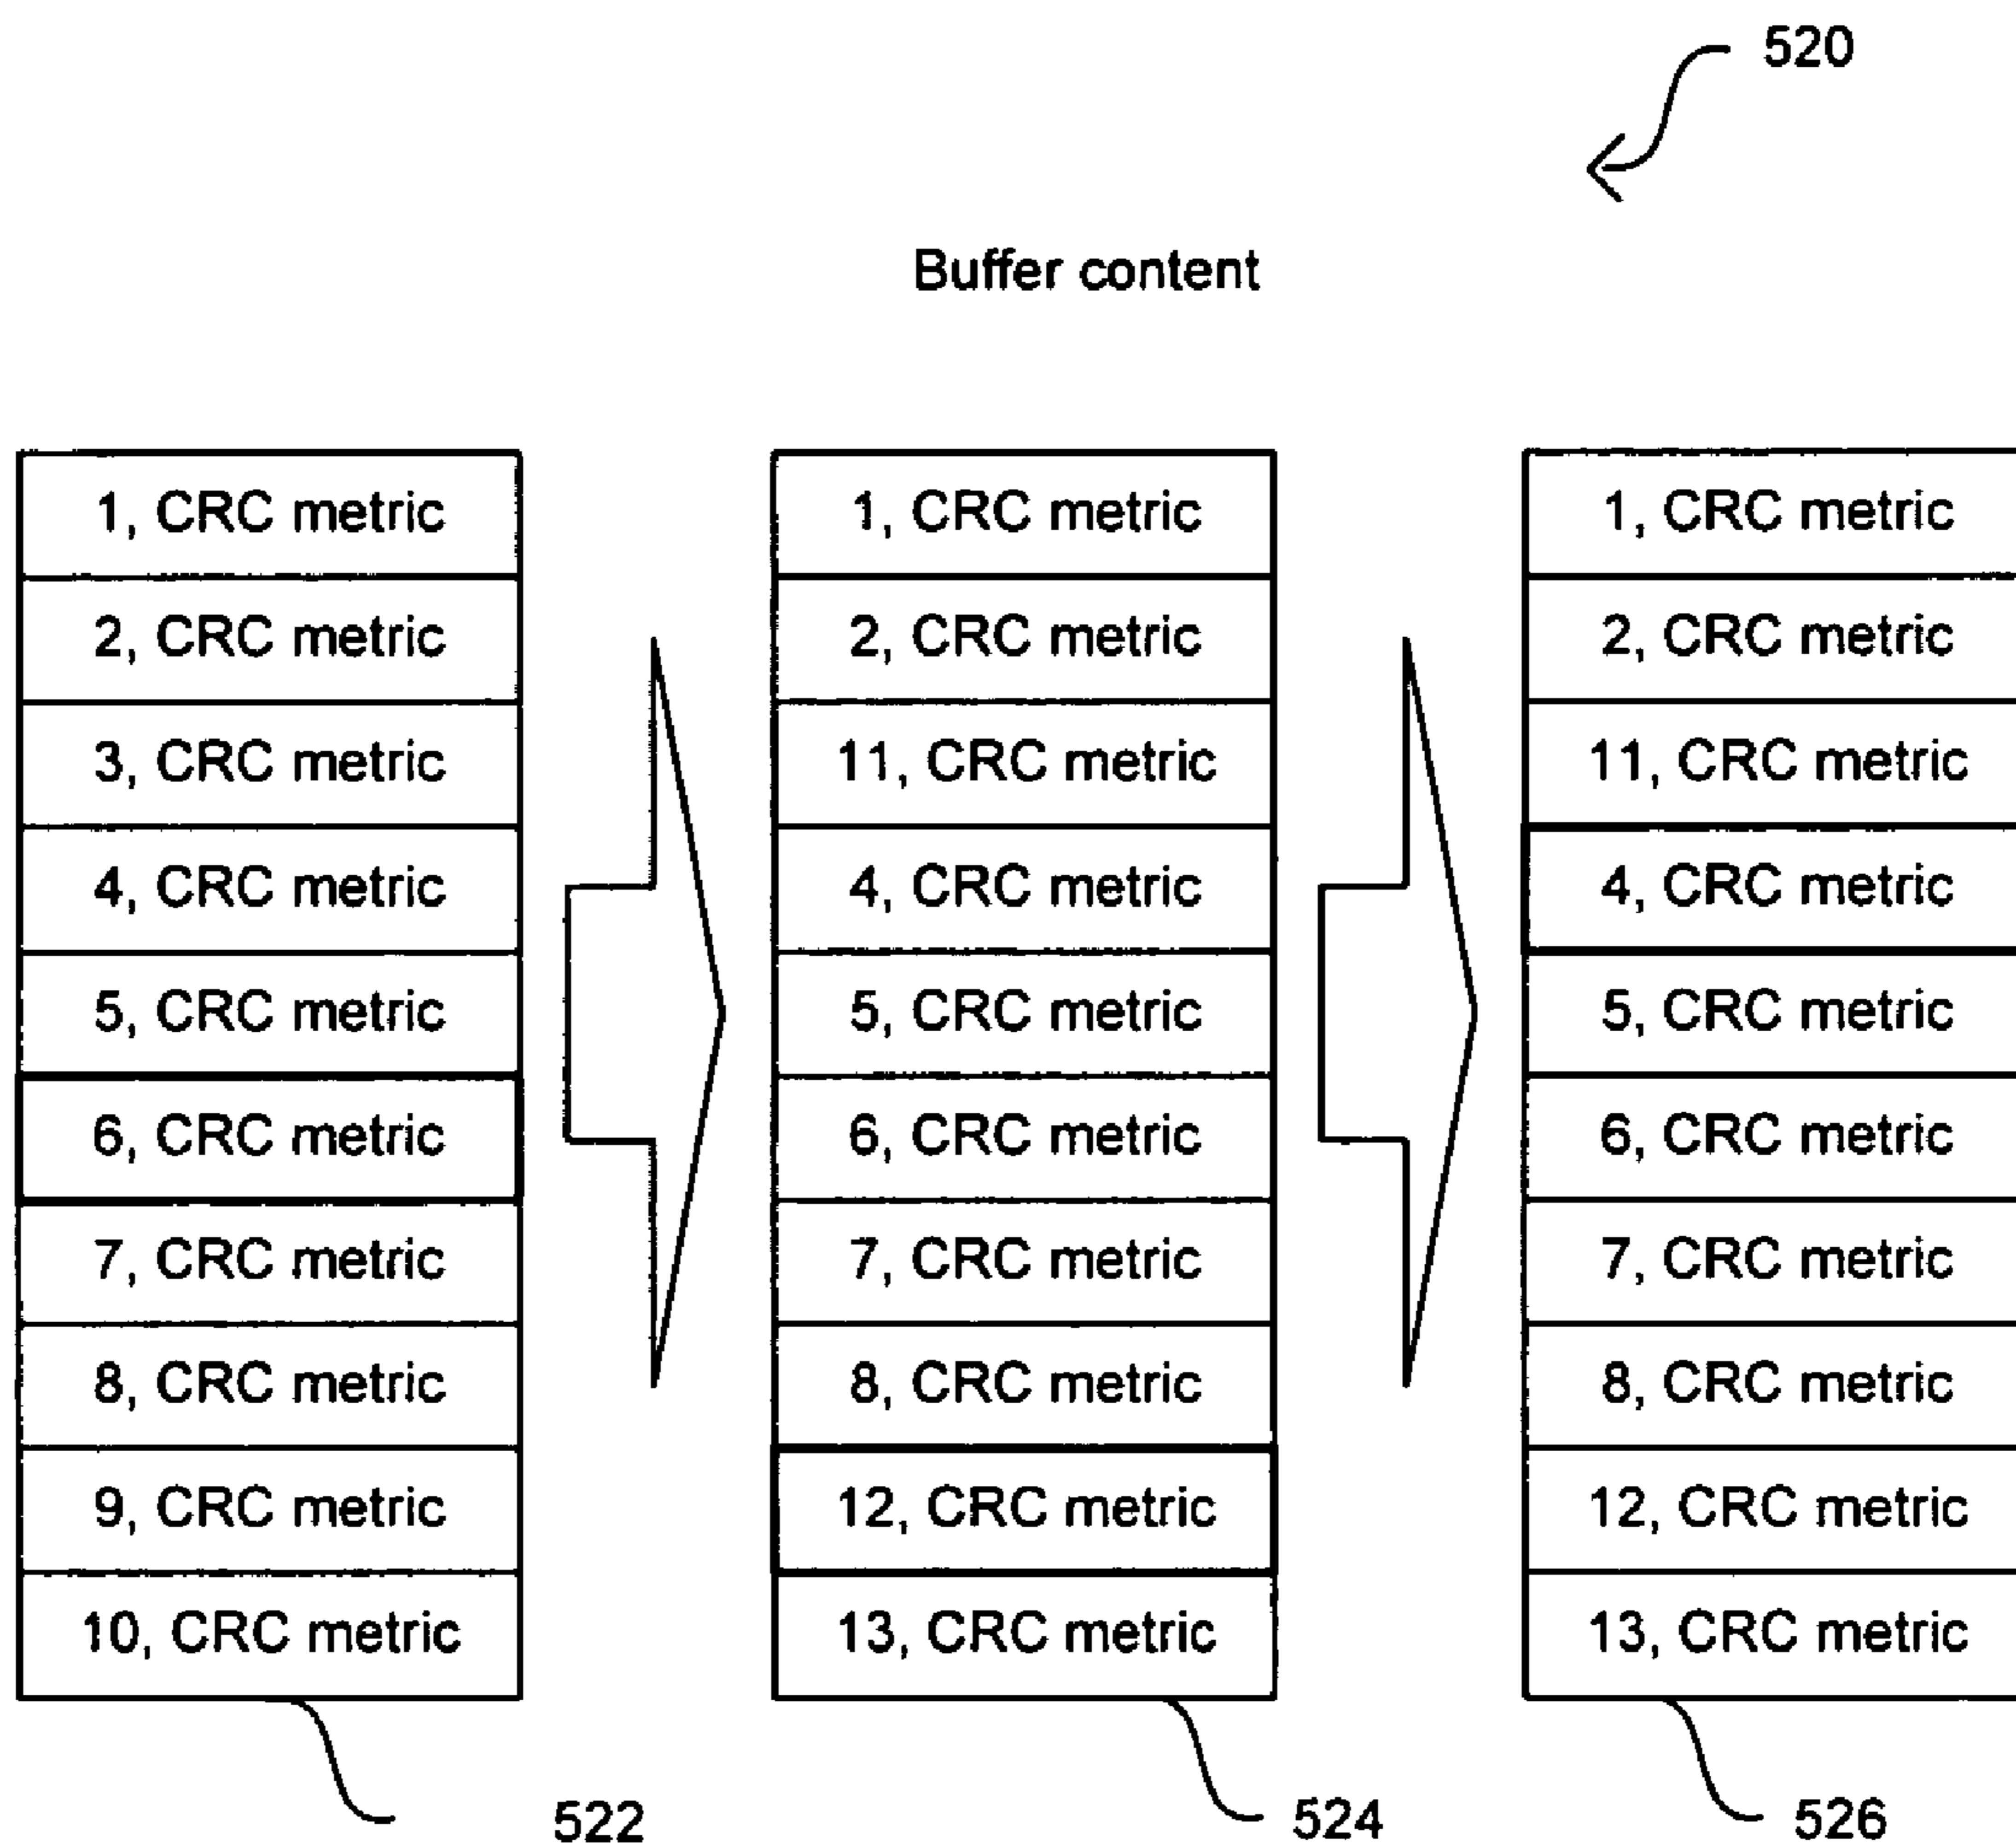 520
Buffer content
1, CRC metric
2, CRC metric
3, CRC metric
4, CRC metric
5, CRC metric
6, CRC metric
7, CRC metric
8, CRC metric
9, CRC metric
10, CRC metric
522
1, CRC metric
2, CRC metric
11, CRC metric
4, CRC metric
5, CRC metric
6, CRC metric
7, CRC metric
8, CRC metric
12, CRC metric
13, CRC metric
524
1, CRC metric
2, CRC metric
11, CRC metric
4, CRC metric
5, CRC metric
6, CRC metric
7, CRC metric
8, CRC metric
12, CRC metric
13, CRC metric
526